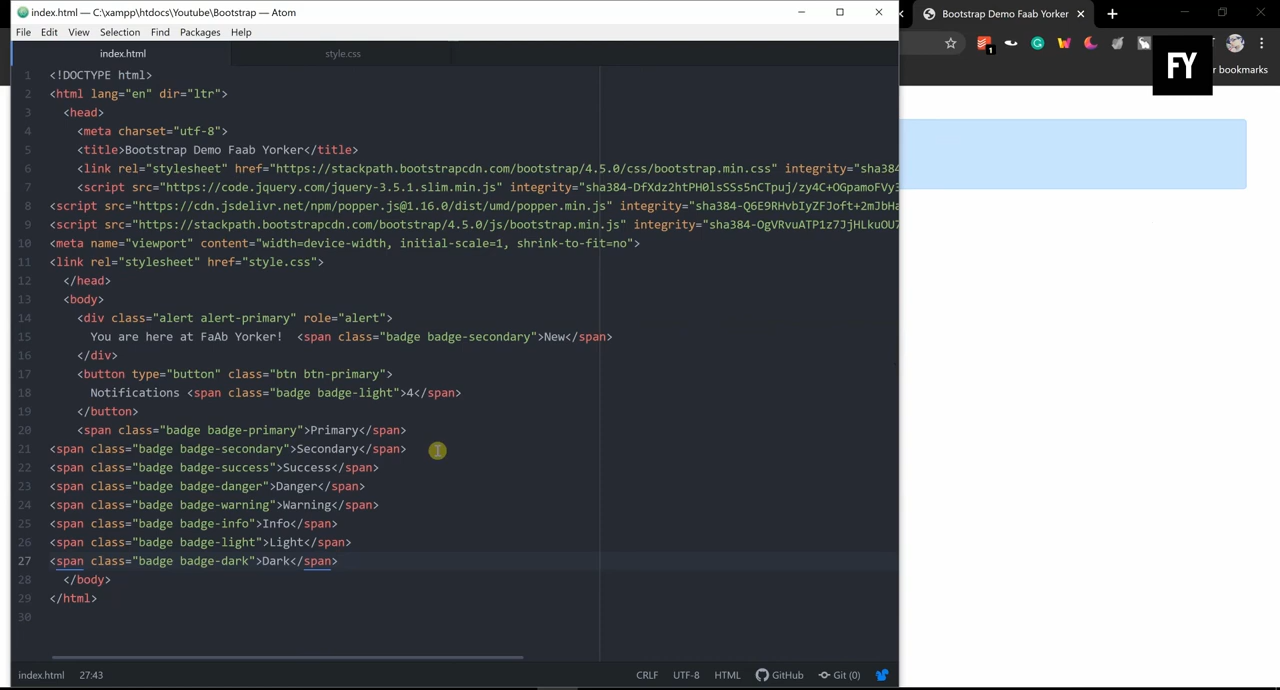 index.html — C:\xampp\htdocs\Youtube\Bootstrap — Atom
Bootstrap Demo Faab Yorker
File Edit View Selection Find Packages Help
index.html
style.css
1
FY
r bookmarks
1 <!DOCTYPE html>
2 <html lang="en" dir="ltr">
3 <head>
4 <meta charset="utf-8">
5 <title>Bootstrap Demo Faab Yorker</title>
6 <link rel="stylesheet" href="https://stackpath.bootstrapcdn.com/bootstrap/4.5.0/css/bootstrap.min.css" integrity="sha384
7 <script src="https://code.jquery.com/jquery-3.5.1.slim.min.js" integrity="sha384-DfXdz2htPH0lsSSs5nCTpuj/zy4C+OGpamoFVy3
8 <script src="https://cdn.jsdelivr.net/npm/popper.js@1.16.0/dist/umd/popper.min.js" integrity="sha384-Q6E9RHvbIyZFJoft+2mJbHa
9 <script src="https://stackpath.bootstrapcdn.com/bootstrap/4.5.0/js/bootstrap.min.js" integrity="sha384-OgVRvuATP1z7JjHLkuOU7
10 <meta name="viewport" content="width=device-width, initial-scale=1, shrink-to-fit=no">
11 <link rel="stylesheet" href="style.css">
12 </head>
13 <body>
14 <div class="alert alert-primary" role="alert">
15 You are here at FaAb Yorker! <span class="badge badge-secondary">New</span>
16 </div>
17 <button type="button" class="btn btn-primary">
18 Notifications <span class="badge badge-light">4</span>
19 </button>
20 <span class="badge badge-primary">Primary</span>
21 <span class="badge badge-secondary">Secondary</span>
22 <span class="badge badge-success">Success</span>
23 <span class="badge badge-danger">Danger</span>
24 <span class="badge badge-warning">Warning</span>
25 <span class="badge badge-info">Info</span>
26 <span class="badge badge-light">Light</span>
27 <span class="badge badge-dark">Dark</span>
28 </body>
29 </html>
30
index.html 27:43 CRLF UTF-8 HTML GitHub Git (0)